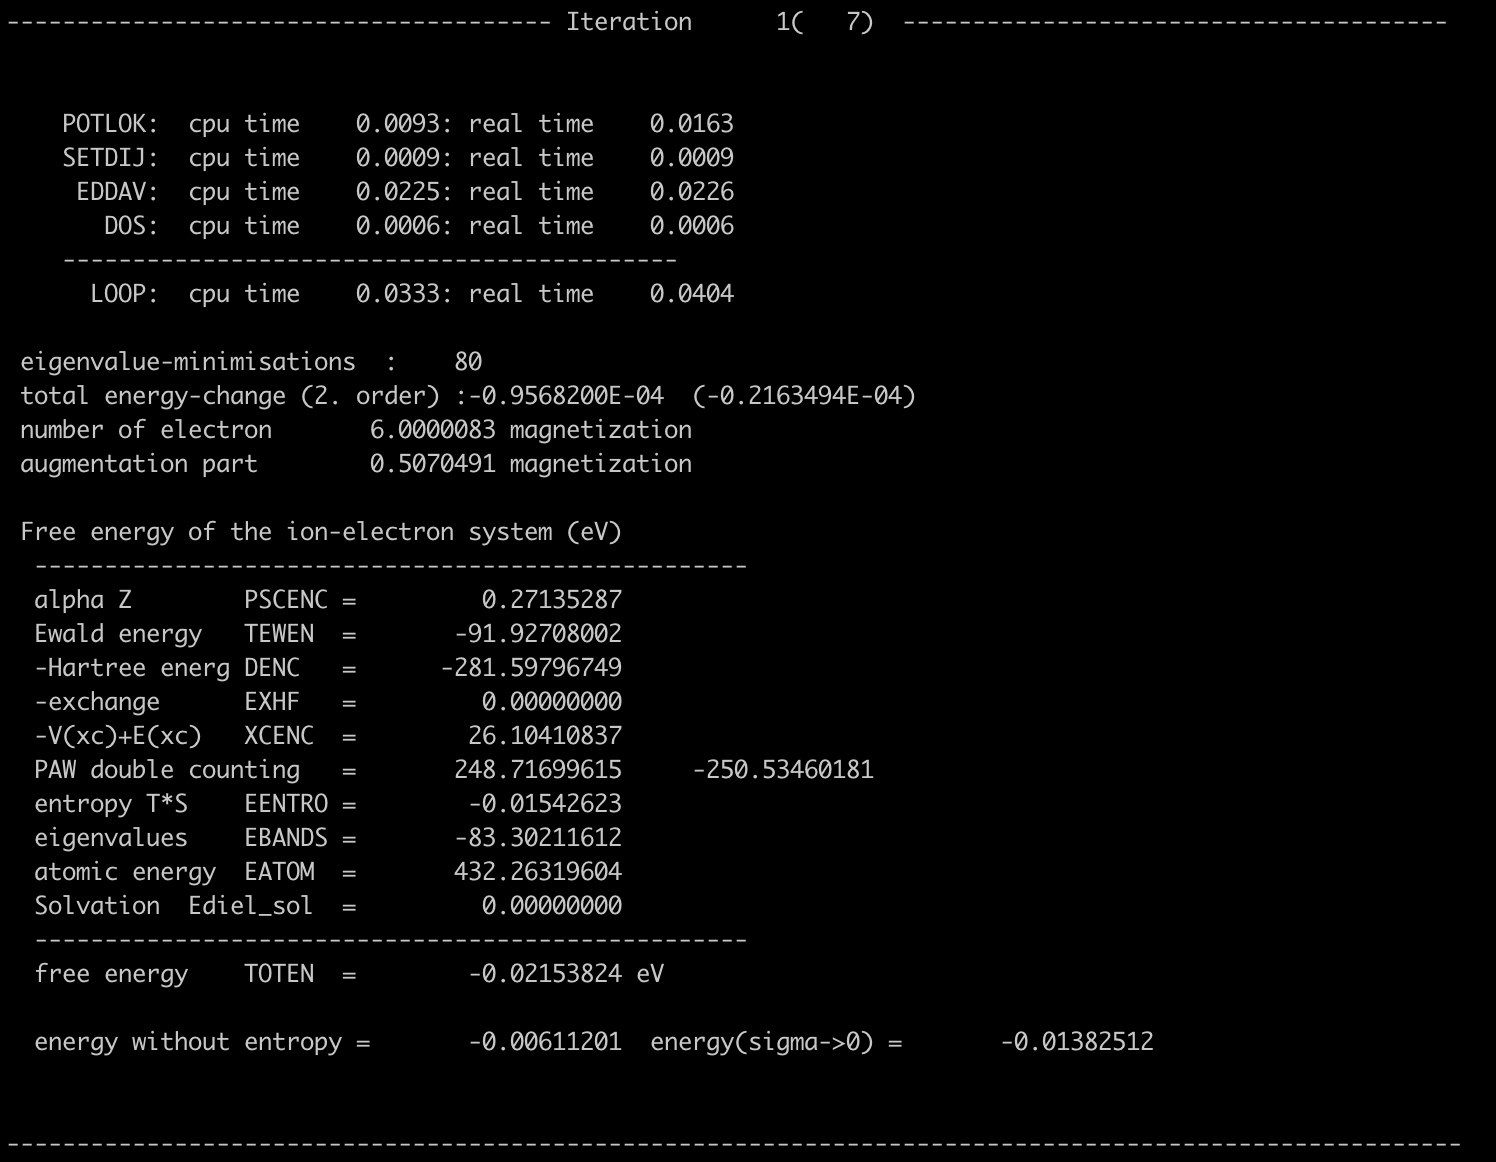 --------------------------------------- Iteration      1(   7)  ---------------------------------------
    POTLOK:  cpu time    0.0093: real time    0.0163
    SETDIJ:  cpu time    0.0009: real time    0.0009
     EDDAV:  cpu time    0.0225: real time    0.0226
       DOS:  cpu time    0.0006: real time    0.0006
    --------------------------------------------
      LOOP:  cpu time    0.0333: real time    0.0404
 eigenvalue-minimisations  :    80
 total energy-change (2. order) :-0.9568200E-04  (-0.2163494E-04)
 number of electron       6.0000083 magnetization
 augmentation part        0.5070491 magnetization
 Free energy of the ion-electron system (eV)
  ---------------------------------------------------
  alpha Z        PSCENC =         0.27135287
  Ewald energy   TEWEN  =       -91.92708002
  -Hartree energ DENC   =      -281.59796749
  -exchange      EXHF   =         0.00000000
  -V(xc)+E(xc)   XCENC  =        26.10410837
  PAW double counting   =       248.71699615     -250.53460181
  entropy T*S    EENTRO =        -0.01542623
  eigenvalues    EBANDS =       -83.30211612
  atomic energy  EATOM  =       432.26319604
  Solvation  Ediel_sol  =         0.00000000
  ---------------------------------------------------
  free energy    TOTEN  =        -0.02153824 eV
  energy without entropy =       -0.00611201  energy(sigma->0) =       -0.01382512
--------------------------------------------------------------------------------------------------------